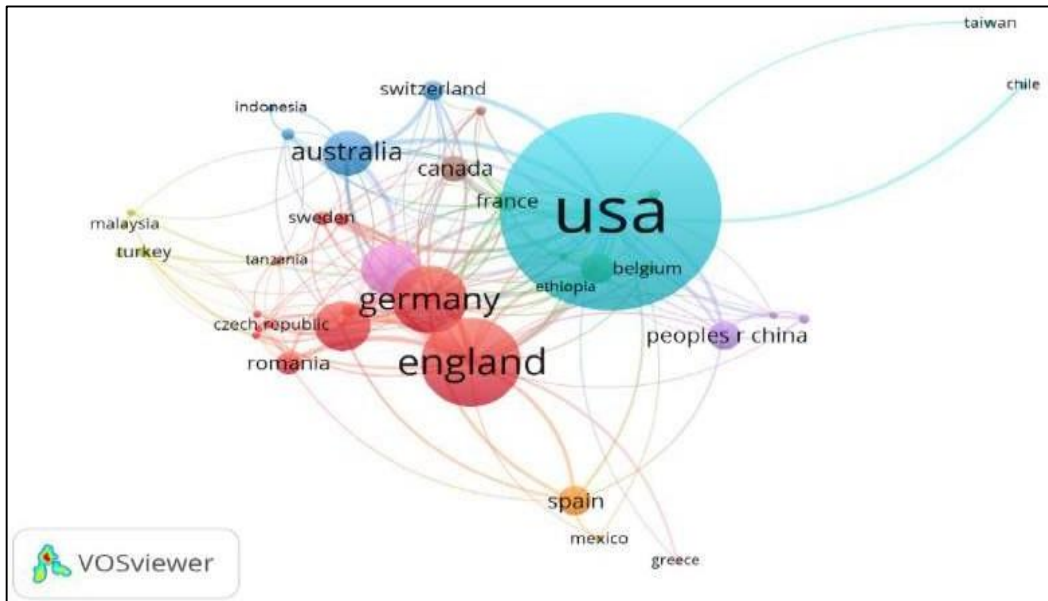 taiwan
chile
switzerland
indonesia
australia
canada
france
usa
malaysia
sweden
turkey
tanzania
belgium
ethiopia
germany
czech republic
peoples r china
romania
england
spain
mexico
greece
VOSviewer